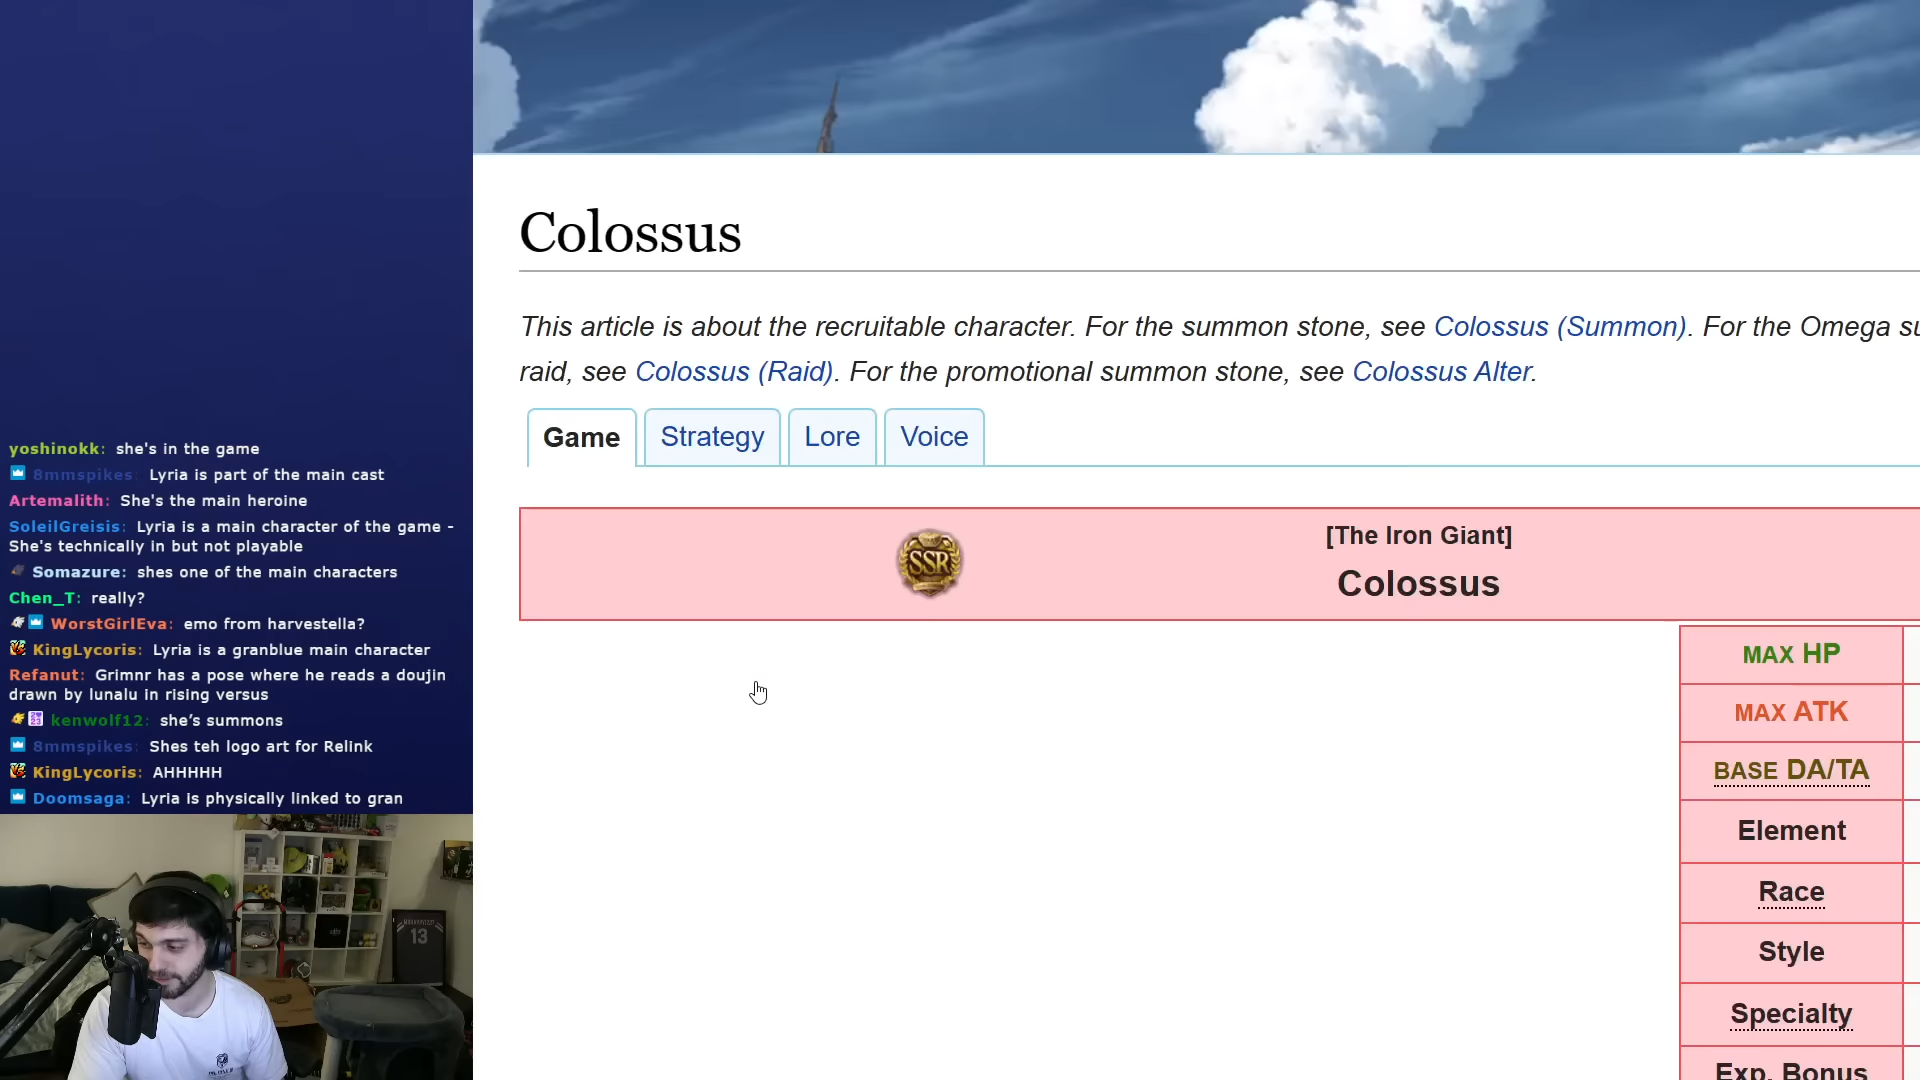 yoshinokk: she's in the game
8mmspikes: Lyria is part of the main cast
Artemalith: She's the main heroine
SoleilGreisis: Lyria is a main character of the game -
She's technically in but not playable
Somazure: shes one of the main characters
Chen_T: really?
WorstGirlEva: emo from harvestella?
KingLycoris: Lyria is a granblue main character
Refanut: Grimnr has a pose where he reads a doujin
drawn by lunalu in rising versus
kenwolf12: she's summons
8mmspikes: Shes teh logo art for Relink
KingLycoris: AHHHHH
Doomsaga: Lyria is physically linked to gran
13
Colossus
This article is about the recruitable character. For the summon stone, see Colossus (Summon). For the Omega su
raid, see Colossus (Raid). For the promotional summon stone, see Colossus Alter.
Game
Strategy
Lore
Voice
SSR
[The Iron Giant]
Colossus
MAX HP
MAX ATK
BASE DA/TA
Element
Race
Style
Specialty
Exp. Bonus